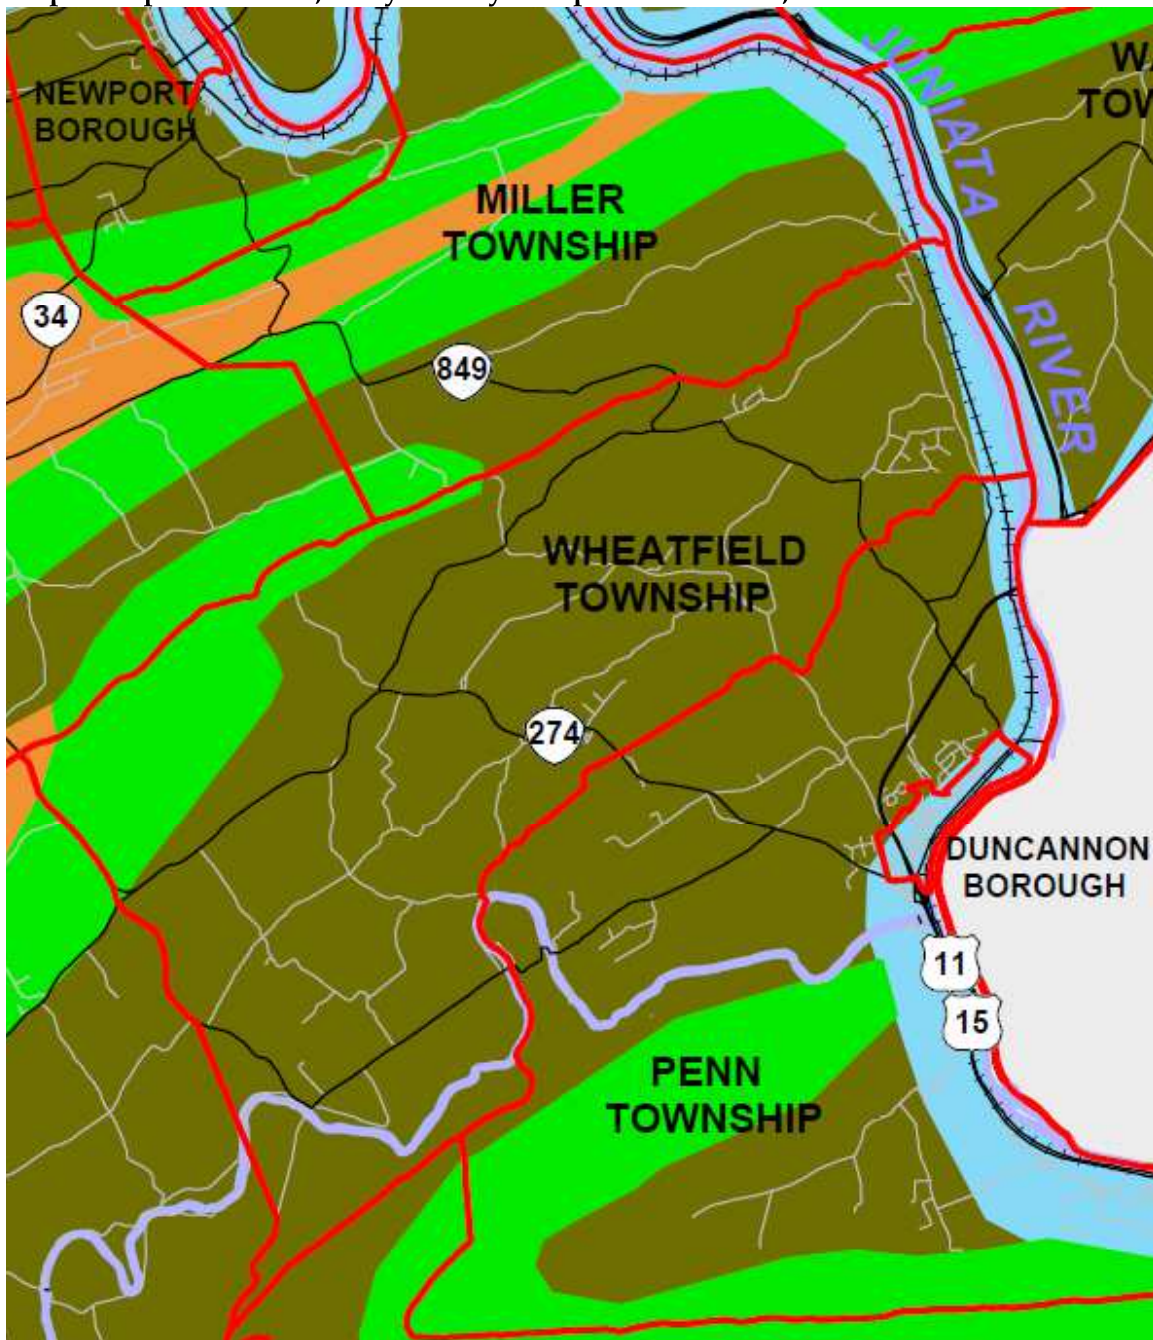 JUNIATA
RIVER
NEWPORT
BOROUGH
MILLER
TOWNSHIP
34
849
WHEATFIELD
TOWNSHIP
274
DUNCANNON
BOROUGH
11
15
PENN
TOWNSHIP